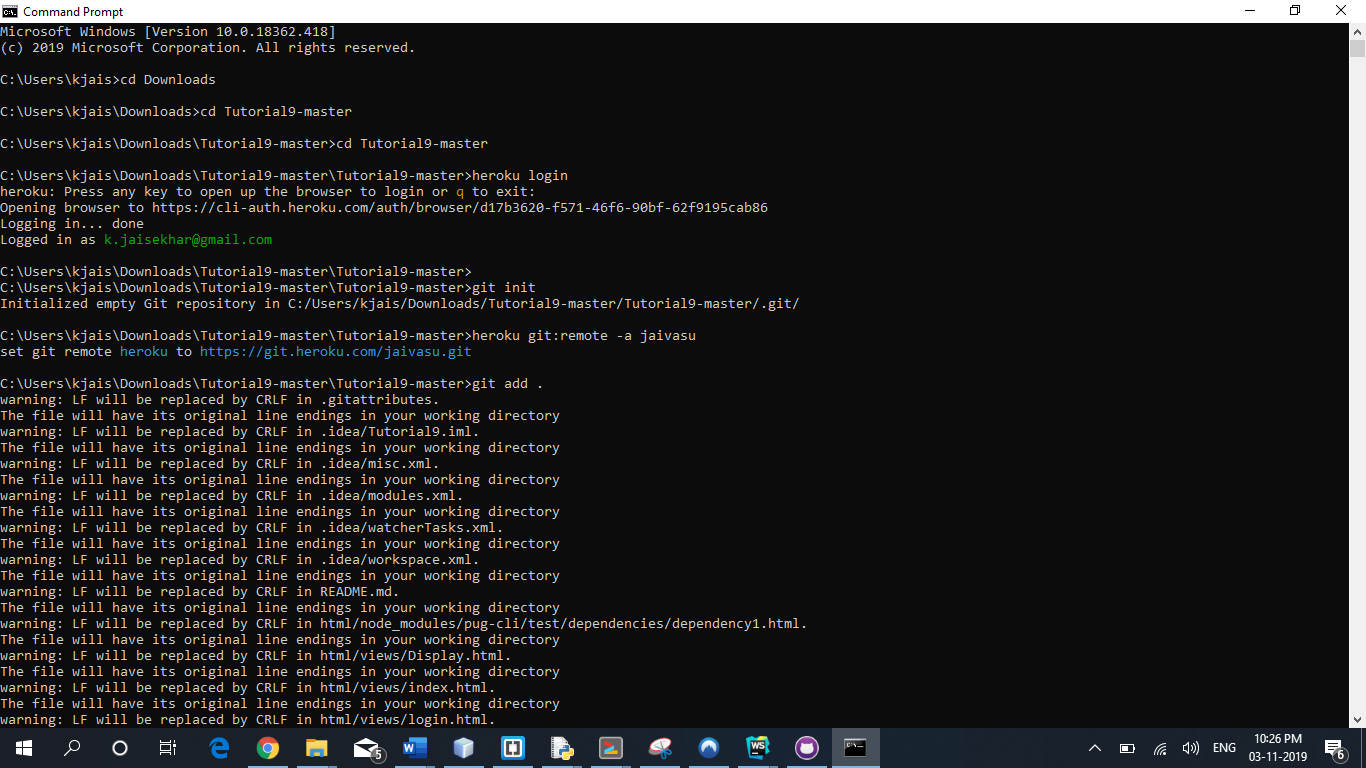 Command Prompt
Microsoft Windows [Version 10.0.18362.418]
(c) 2019 Microsoft Corporation. All rights reserved.
C:\Users\kjais>cd Downloads
C:\Users\kjais\Downloads>cd Tutorial9-master
C:\Users\kjais\Downloads\Tutorial9-master>cd Tutorial9-master
C:\Users\kjais\Downloads\Tutorial9-master\Tutorial9-master>heroku login
heroku: Press any key to open up the browser to login or q to exit:
Opening browser to https://cli-auth.heroku.com/auth/browser/d17b3620-f571-46f6-90bf-62f9195cab86
Logging in... done
Logged in as k.jaisekhar@gmail.com
C:\Users\kjais\Downloads\Tutorial9-master\Tutorial9-master>
C:\Users\kjais\Downloads\Tutorial9-master\Tutorial9-master>git init
Initialized empty Git repository in C:/Users/kjais/Downloads/Tutorial9-master/Tutorial9-master/.git/
C:\Users\kjais\Downloads\Tutorial9-master\Tutorial9-master>heroku git:remote -a jaivasu
set git remote heroku to https://git.heroku.com/jaivasu.git
C:\Users\kjais\Downloads\Tutorial9-master\Tutorial9-master>git add .
warning: LF will be replaced by CRLF in .gitattributes.
The file will have its original line endings in your working directory
warning: LF will be replaced by CRLF in .idea/Tutorial9.iml.
The file will have its original line endings in your working directory
warning: LF will be replaced by CRLF in .idea/misc.xml.
The file will have its original line endings in your working directory
warning: LF will be replaced by CRLF in .idea/modules.xml.
The file will have its original line endings in your working directory
warning: LF will be replaced by CRLF in .idea/watcherTasks.xml.
The file will have its original line endings in your working directory
warning: LF will be replaced by CRLF in .idea/workspace.xml.
The file will have its original line endings in your working directory
warning: LF will be replaced by CRLF in README.md.
The file will have its original line endings in your working directory
warning: LF will be replaced by CRLF in html/node_modules/pug-cli/test/dependencies/dependency1.html.
The file will have its original line endings in your working directory
warning: LF will be replaced by CRLF in html/views/Display.html.
The file will have its original line endings in your working directory
warning: LF will be replaced by CRLF in html/views/index.html.
The file will have its original line endings in your working directory
warning: LF will be replaced by CRLF in html/views/login.html.
5
WS
ENG
10:26 PM
03-11-2019
6